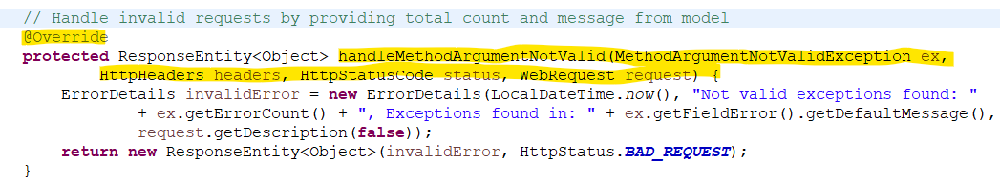 // Handle invalid requests by providing total count and message from model
@Override
protected ResponseEntity<Object> handleMethodArgumentNotValid(MethodArgumentNotValidException ex,
HttpHeaders headers, HttpStatusCode status, WebRequest request) {
ErrorDetails invalidError = new ErrorDetails(LocalDateTime.now(), "Not valid exceptions found: "
+ ex.getErrorCount() + ", Exceptions found in: " + ex.getFieldError().getDefaultMessage(),
request.getDescription(false));
return new ResponseEntity<Object>(invalidError, HttpStatus.BAD_REQUEST);
}